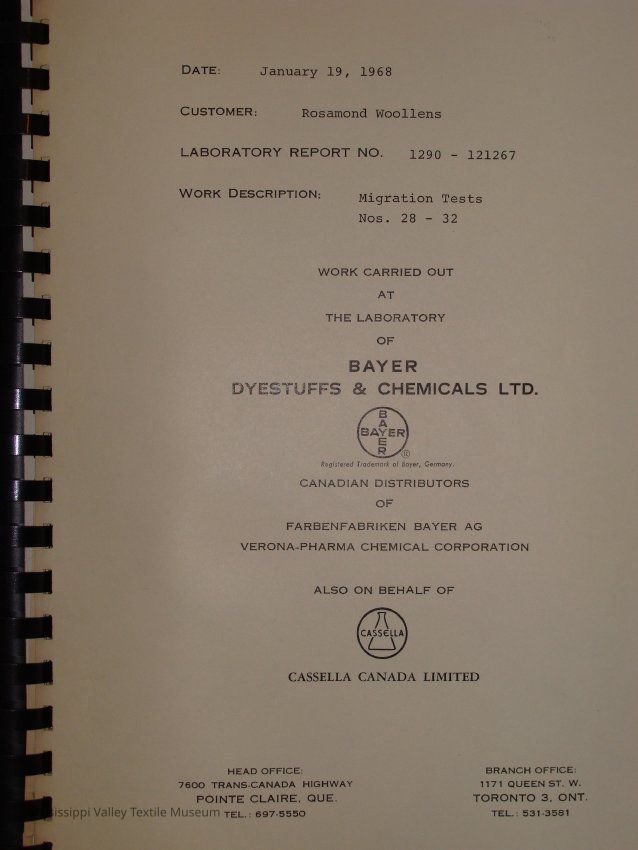 DATE: January 19, 1968
CUSTOMER: Rosamond Woollens
LABORATORY REPORT NO. 1290 - 121267
WORK DESCRIPTION: Migration Tests
Nos. 28 - 32
WORK CARRIED OUT
AT
THE LABORATORY
OF
BAYER
DYESTUFFS & CHEMICALS LTD.
BAYER
BAYER
®
Registered Trademark of Bayer, Germany.
CANADIAN DISTRIBUTORS
OF
FARBENFABRIKEN BAYER AG
VERONA-PHARMA CHEMICAL CORPORATION
ALSO ON BEHALF OF
CASSELLA
CASSELLA CANADA LIMITED
HEAD OFFICE:
7600 TRANS-CANADA HIGHWAY
POINTE CLAIRE, QUE.
TEL.: 697-5550
BRANCH OFFICE:
1171 QUEEN ST. W.
TORONTO 3, ONT.
TEL.: 531-3581
Valley Textile Museum